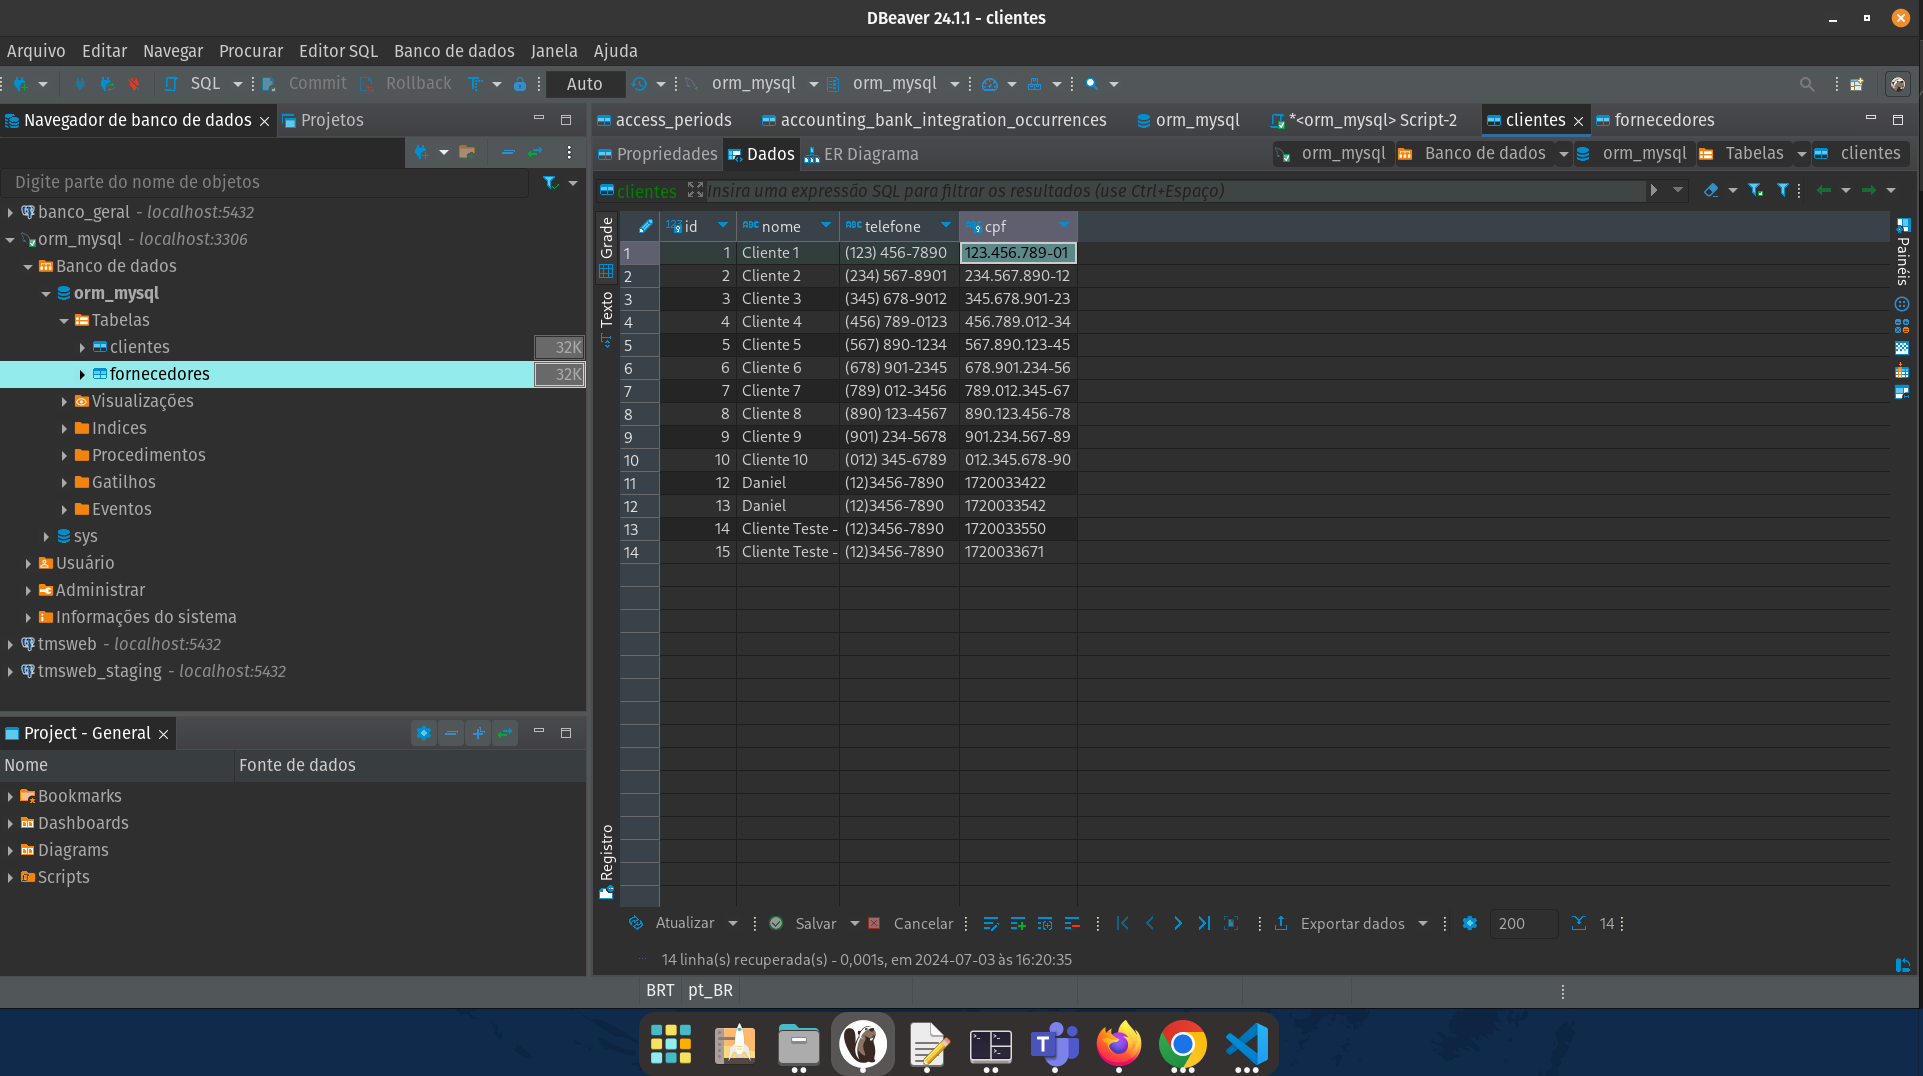 DBeaver 24.1.1 - clientes
Arquivo Editar Navegar Procurar Editor SQL Banco de dados Janela Ajuda
SQL Commit Rollback Auto orm_mysql orm_mysql
Navegador de banco de dados Projetos
Digite parte do nome de objetos
banco_geral - localhost:5432
orm_mysql - localhost:3306
Banco de dados
orm_mysql
Tabelas
clientes 32K
fornecedores 32K
Visualizações
Indices
Procedimentos
Gatilhos
Eventos
sys
Usuário
Administrar
Informações do sistema
tmsweb - localhost:5432
tmsweb_staging - localhost:5432
Project - General
Nome Fonte de dados
Bookmarks
Dashboards
Diagrams
Scripts
access_periods accounting_bank_integration_occurrences orm_mysql *<orm_mysql> Script-2 clientes fornecedores
Propriedades Dados ER Diagrama orm_mysql Banco de dados orm_mysql Tabelas clientes
clientes Insira uma expressão SQL para filtrar os resultados (use Ctrl+Espaço)
Grade
Texto
Registro
123 id ABC nome ABC telefone ABC cpf
1 1 Cliente 1 (123) 456-7890 123.456.789-01
2 2 Cliente 2 (234) 567-8901 234.567.890-12
3 3 Cliente 3 (345) 678-9012 345.678.901-23
4 4 Cliente 4 (456) 789-0123 456.789.012-34
5 5 Cliente 5 (567) 890-1234 567.890.123-45
6 6 Cliente 6 (678) 901-2345 678.901.234-56
7 7 Cliente 7 (789) 012-3456 789.012.345-67
8 8 Cliente 8 (890) 123-4567 890.123.456-78
9 9 Cliente 9 (901) 234-5678 901.234.567-89
10 10 Cliente 10 (012) 345-6789 012.345.678-90
11 12 Daniel (12)3456-7890 1720033422
12 13 Daniel (12)3456-7890 1720033542
13 14 Cliente Teste - (12)3456-7890 1720033550
14 15 Cliente Teste - (12)3456-7890 1720033671
Painéis
Atualizar Salvar Cancelar Exportar dados 200 14
14 linha(s) recuperada(s) - 0,001s, em 2024-07-03 às 16:20:35
BRT pt_BR